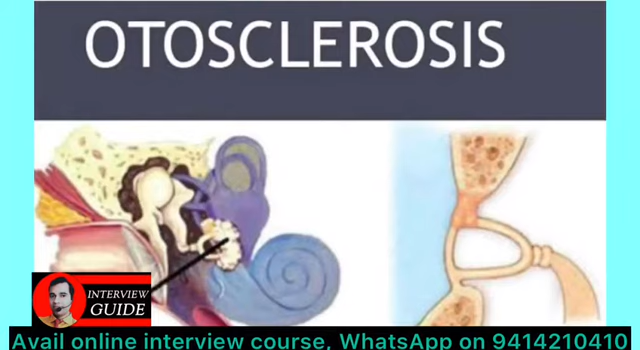 OTOSCLEROSIS
INTERVIEW
GUIDE
Avail online interview course, WhatsApp on 9414210410